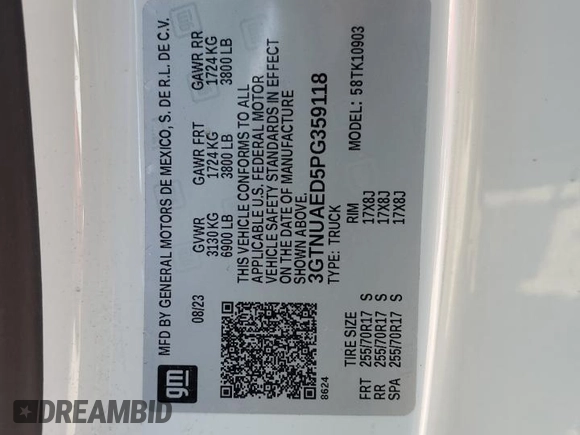 MFD BY GENERAL MOTORS DE MEXICO, S. DE R.L. DE C.V.
08/23
GVWR GAWR FRT GAWR RR
3130 KG 1724 KG 1724 KG
6900 LB 3800 LB 3800 LB
THIS VEHICLE CONFORMS TO ALL
APPLICABLE U.S. FEDERAL MOTOR
VEHICLE SAFETY STANDARDS IN EFFECT
ON THE DATE OF MANUFACTURE
SHOWN ABOVE.
3GTNUAED5PG359118
TYPE: TRUCK MODEL: 58TK10903
gm
8624
TIRE SIZE RIM
FRT 255/70R17 S 17X8J
RR 255/70R17 S 17X8J
SPA 255/70R17 S 17X8J
DREAMBID